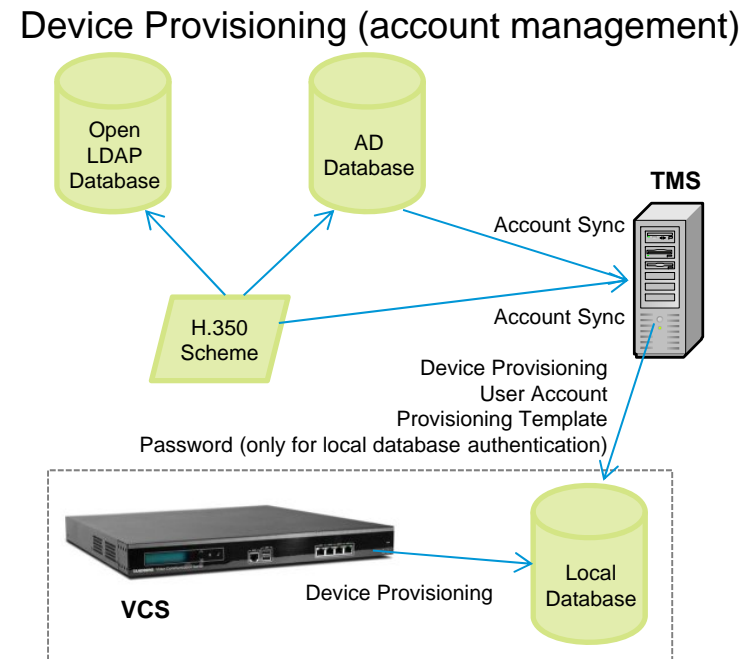 Device Provisioning (account management)
Open
LDAP
Database
AD
Database
TMS
Account Sync
H.350
Scheme
Account Sync
Device Provisioning
User Account
Provisioning Template
Password (only for local database authentication)
VCS
Device Provisioning
Local
Database